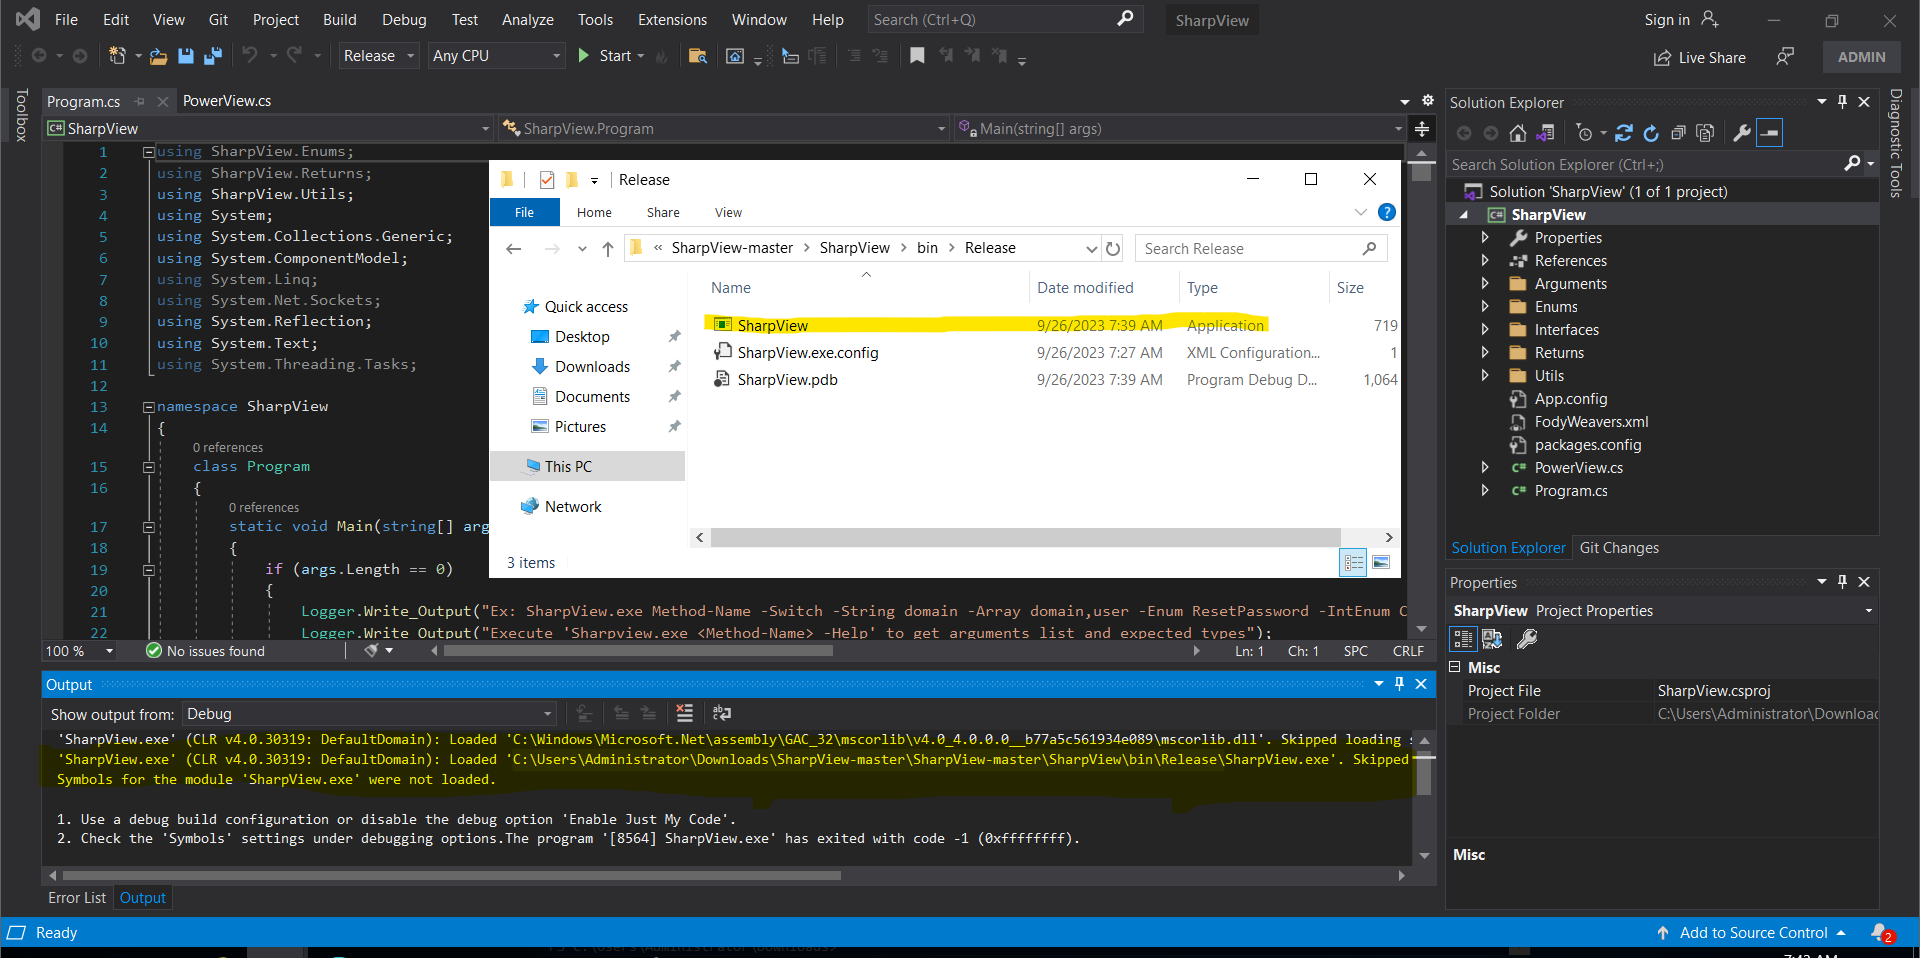 File Edit View Git Project Build Debug Test Analyze Tools Extensions Window Help Search (Ctrl+Q) SharpView Sign in
Release Any CPU Start Live Share ADMIN
Toolbox
Program.cs PowerView.cs
SharpView SharpView.Program Main(string[] args)
1 using SharpView.Enums;
2 using SharpView.Returns;
3 using SharpView.Utils;
4 using System;
5 using System.Collections.Generic;
6 using System.ComponentModel;
7 using System.Linq;
8 using System.Net.Sockets;
9 using System.Reflection;
10 using System.Text;
11 using System.Threading.Tasks;
12
13 namespace SharpView
14 {
0 references
15 class Program
16 {
0 references
17 static void Main(string[] arg
18 {
19 if (args.Length == 0)
20 {
21 Logger.Write_Output("Ex: SharpView.exe Method-Name -Switch -String domain -Array domain,user -Enum ResetPassword -IntEnum C
22 Logger.Write_Output("Execute 'Sharpview.exe <Method-Name> -Help' to get arguments list and expected types");
100 % No issues found Ln: 1 Ch: 1 SPC CRLF
Release
File Home Share View
« SharpView-master SharpView bin Release Search Release
Name Date modified Type Size
Quick access
Desktop
Downloads
Documents
Pictures
This PC
Network
SharpView 9/26/2023 7:39 AM Application 719
SharpView.exe.config 9/26/2023 7:27 AM XML Configuration... 1
SharpView.pdb 9/26/2023 7:39 AM Program Debug D... 1,064
3 items
Output
Show output from: Debug
'SharpView.exe' (CLR v4.0.30319: DefaultDomain): Loaded 'C:\Windows\Microsoft.Net\assembly\GAC_32\mscorlib\v4.0_4.0.0.0__b77a5c561934e089\mscorlib.dll'. Skipped loading s
'SharpView.exe' (CLR v4.0.30319: DefaultDomain): Loaded 'C:\Users\Administrator\Downloads\SharpView-master\SharpView-master\SharpView\bin\Release\SharpView.exe'. Skipped
Symbols for the module 'SharpView.exe' were not loaded.
1. Use a debug build configuration or disable the debug option 'Enable Just My Code'.
2. Check the 'Symbols' settings under debugging options.The program '[8564] SharpView.exe' has exited with code -1 (0xffffffff).
Error List Output
Solution Explorer
Search Solution Explorer (Ctrl+;)
Solution 'SharpView' (1 of 1 project)
SharpView
Properties
References
Arguments
Enums
Interfaces
Returns
Utils
App.config
FodyWeavers.xml
packages.config
PowerView.cs
Program.cs
Solution Explorer Git Changes
Properties
SharpView Project Properties
Misc
Project File SharpView.csproj
Project Folder C:\Users\Administrator\Downloac
Misc
Diagnostic Tools
Ready Add to Source Control 2